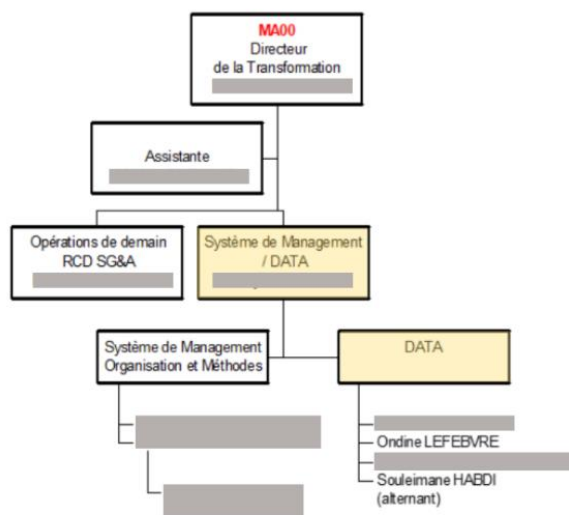 MA00
Directeur
de la Transformation
Assistante
Opérations de demain
RCD SG&A
Système de Management
/ DATA
Système de Management
Organisation et Méthodes
DATA
Ondine LEFEBVRE
Souleimane HABDI
(alternant)